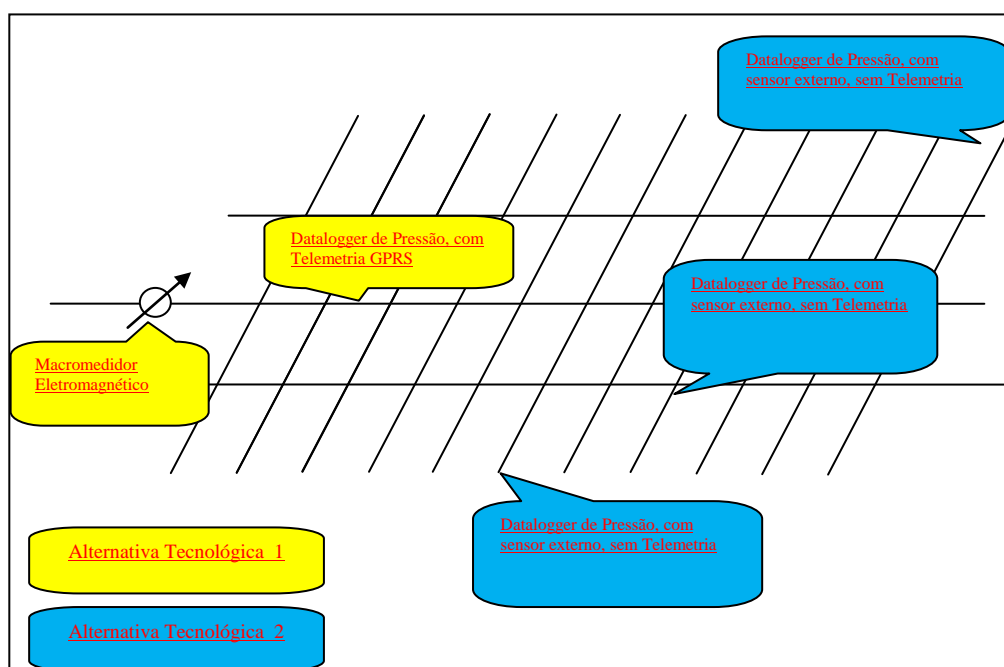 Datalogger de Pressão, com
sensor externo, sem Telemetria
Datalogger de Pressão, com
Telemetria GPRS
Datalogger de Pressão, com
sensor externo, sem Telemetria
Macromedidor
Eletromagnético
Datalogger de Pressão, com
sensor externo, sem Telemetria
Alternativa Tecnológica 1
Alternativa Tecnológica 2